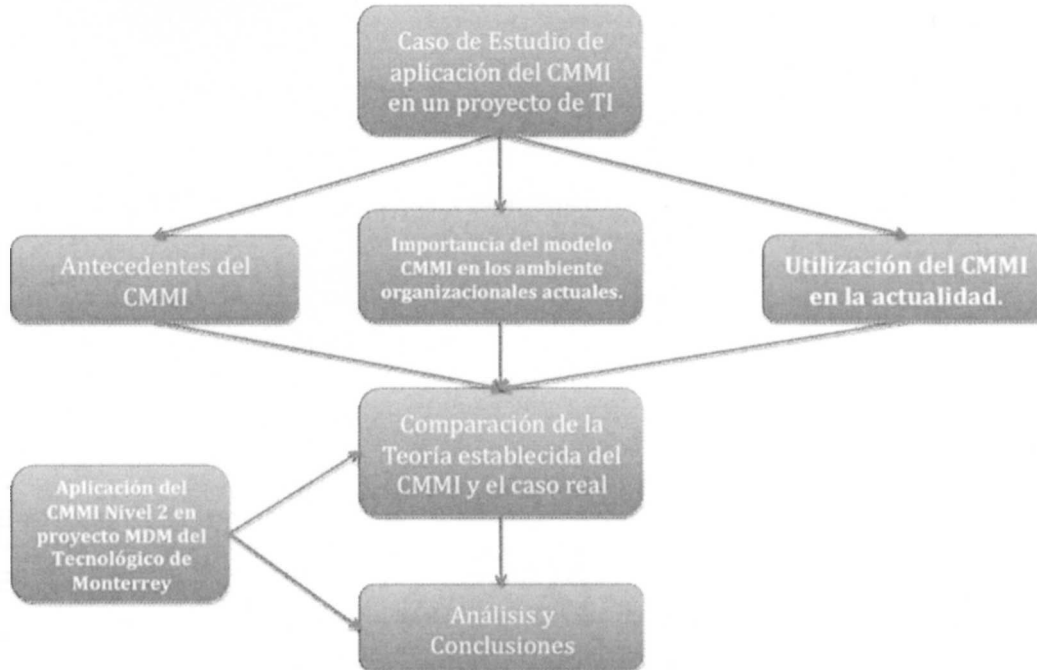 Caso de Estudio de
aplicación del CMMI
en un proyecto de TI
Antecedentes del
CMMI
Importancia del modelo
CMMI en los ambiente
organizacionales actuales.
Utilización del CMMI
en la actualidad.
Comparación de la
Teoría establecida del
CMMI y el caso real
Aplicación del
CMMI Nivel 2 en
proyecto MDM del
Tecnológico de
Monterrey
Análisis y
Conclusiones